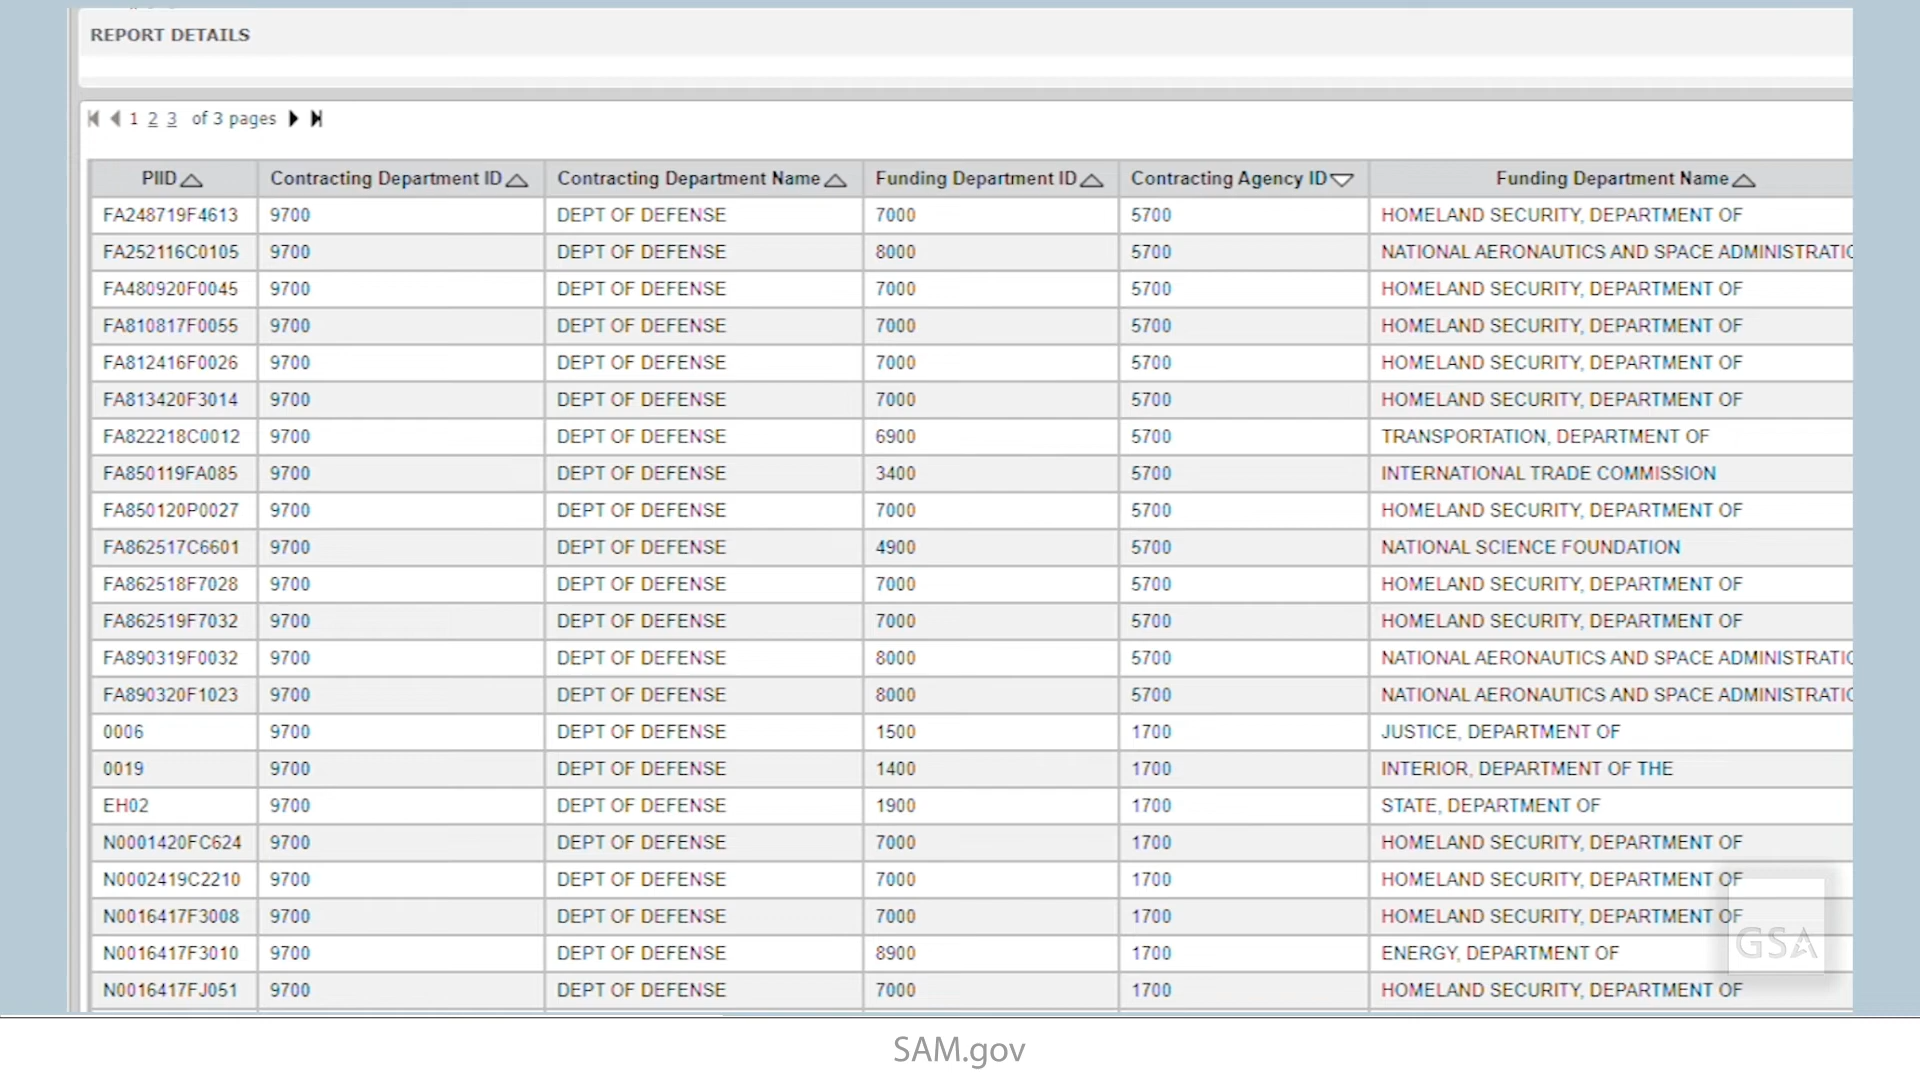 REPORT DETAILS
1 2 3 of 3 pages
PIID Contracting Department ID Contracting Department Name Funding Department ID Contracting Agency ID Funding Department Name
FA248719F4613 9700 DEPT OF DEFENSE 7000 5700 HOMELAND SECURITY, DEPARTMENT OF
FA252116C0105 9700 DEPT OF DEFENSE 8000 5700 NATIONAL AERONAUTICS AND SPACE ADMINISTRATIO
FA480920F0045 9700 DEPT OF DEFENSE 7000 5700 HOMELAND SECURITY, DEPARTMENT OF
FA810817F0055 9700 DEPT OF DEFENSE 7000 5700 HOMELAND SECURITY, DEPARTMENT OF
FA812416F0026 9700 DEPT OF DEFENSE 7000 5700 HOMELAND SECURITY, DEPARTMENT OF
FA813420F3014 9700 DEPT OF DEFENSE 7000 5700 HOMELAND SECURITY, DEPARTMENT OF
FA822218C0012 9700 DEPT OF DEFENSE 6900 5700 TRANSPORTATION, DEPARTMENT OF
FA850119FA085 9700 DEPT OF DEFENSE 3400 5700 INTERNATIONAL TRADE COMMISSION
FA850120P0027 9700 DEPT OF DEFENSE 7000 5700 HOMELAND SECURITY, DEPARTMENT OF
FA862517C6601 9700 DEPT OF DEFENSE 4900 5700 NATIONAL SCIENCE FOUNDATION
FA862518F7028 9700 DEPT OF DEFENSE 7000 5700 HOMELAND SECURITY, DEPARTMENT OF
FA862519F7032 9700 DEPT OF DEFENSE 7000 5700 HOMELAND SECURITY, DEPARTMENT OF
FA890319F0032 9700 DEPT OF DEFENSE 8000 5700 NATIONAL AERONAUTICS AND SPACE ADMINISTRATIO
FA890320F1023 9700 DEPT OF DEFENSE 8000 5700 NATIONAL AERONAUTICS AND SPACE ADMINISTRATIO
0006 9700 DEPT OF DEFENSE 1500 1700 JUSTICE, DEPARTMENT OF
0019 9700 DEPT OF DEFENSE 1400 1700 INTERIOR, DEPARTMENT OF THE
EH02 9700 DEPT OF DEFENSE 1900 1700 STATE, DEPARTMENT OF
N0001420FC624 9700 DEPT OF DEFENSE 7000 1700 HOMELAND SECURITY, DEPARTMENT OF
N0002419C2210 9700 DEPT OF DEFENSE 7000 1700 HOMELAND SECURITY, DEPARTMENT OF
N0016417F3008 9700 DEPT OF DEFENSE 7000 1700 HOMELAND SECURITY, DEPARTMENT OF
N0016417F3010 9700 DEPT OF DEFENSE 8900 1700 ENERGY, DEPARTMENT OF
N0016417FJ051 9700 DEPT OF DEFENSE 7000 1700 HOMELAND SECURITY, DEPARTMENT OF
GSA
SAM.gov